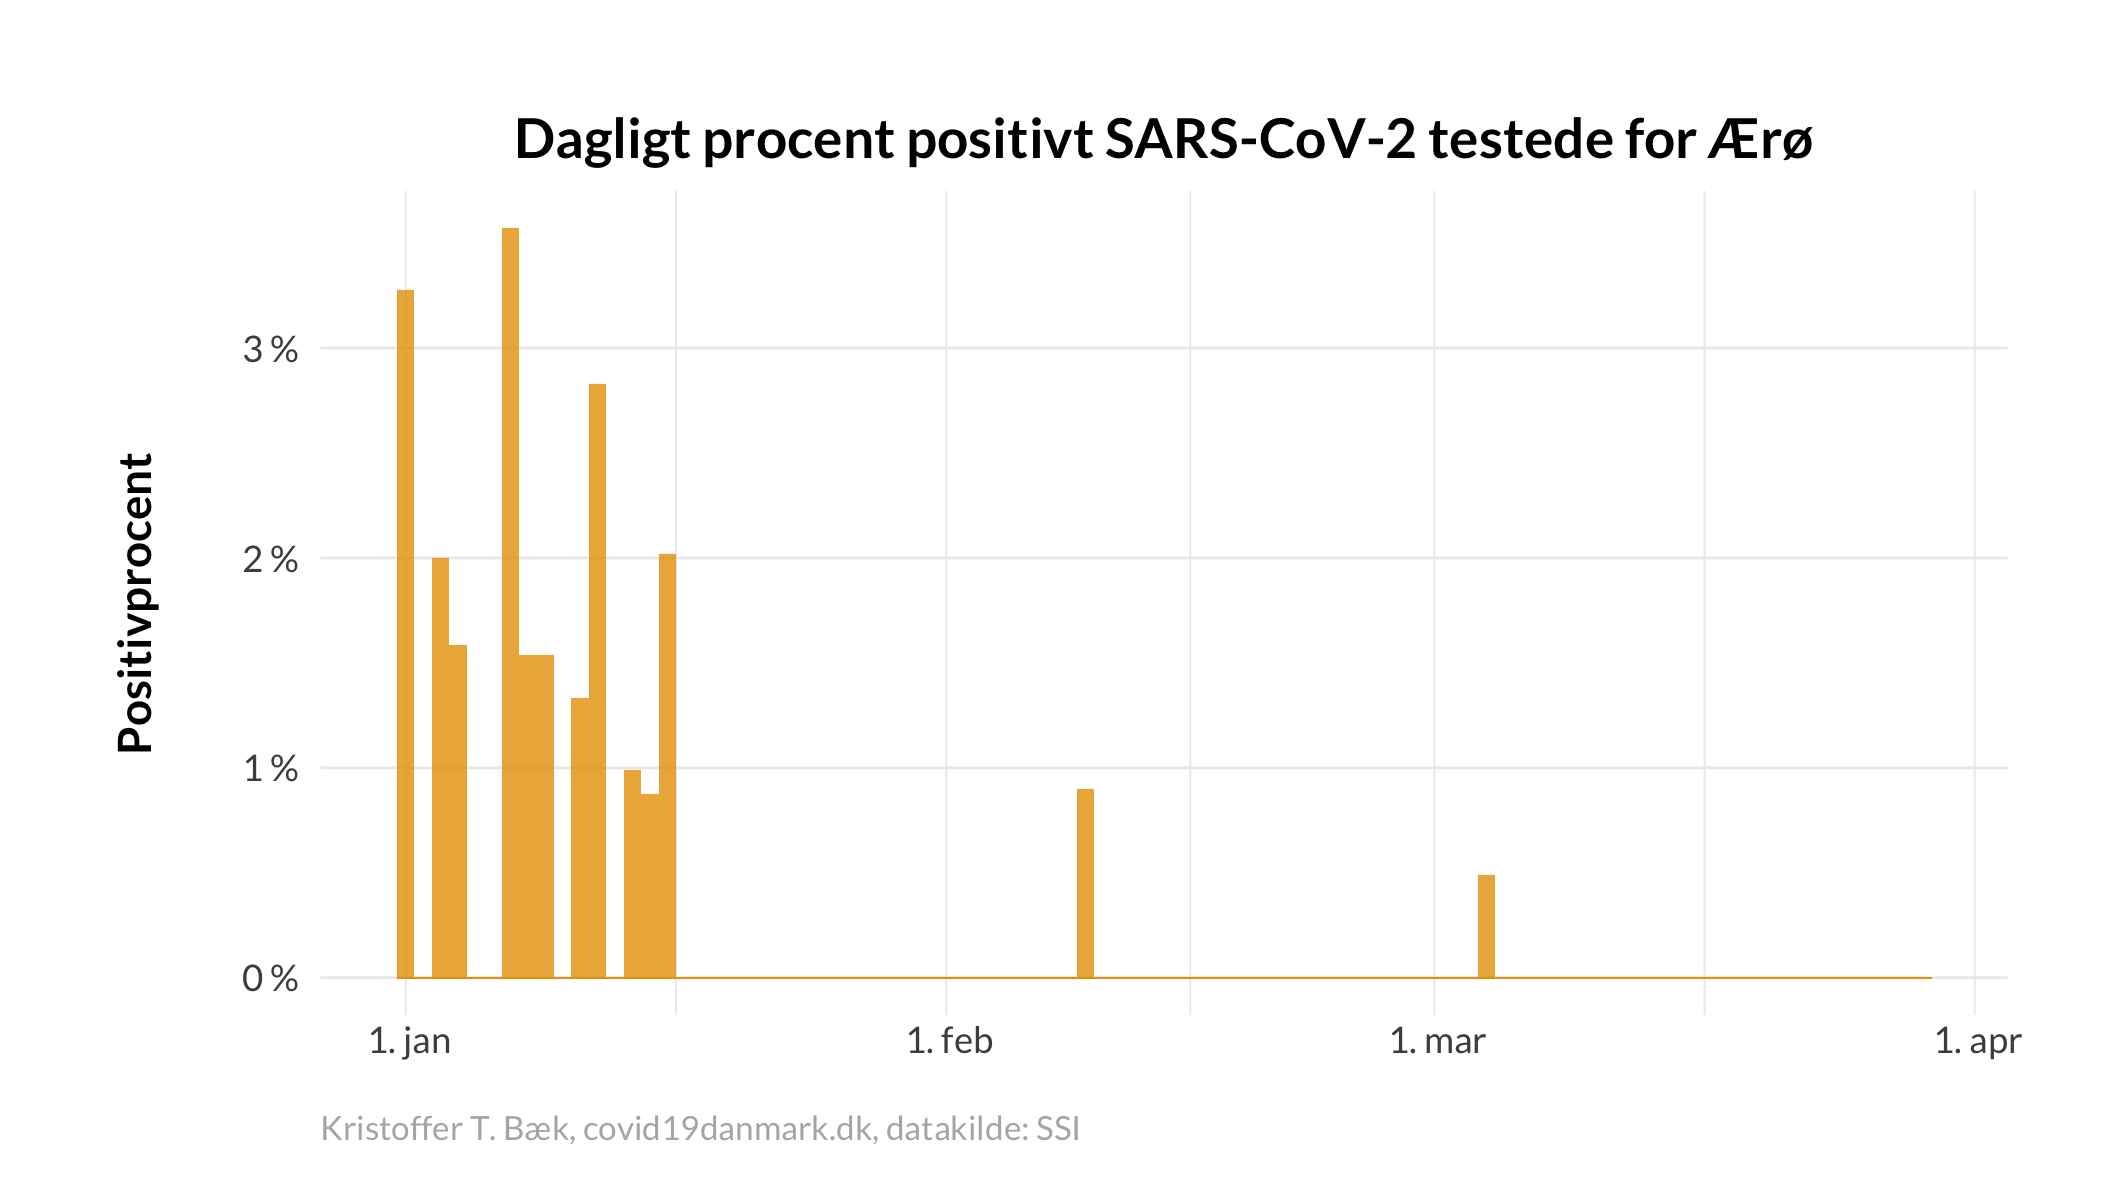 Dagligt procent positivt SARS-CoV-2 testede for Ærø
Positivprocent
3 %
2 %
1 %
0 %
1. jan
1. feb
1. mar
1. apr
Kristoffer T. Bæk, covid19danmark.dk, datakilde: SSI